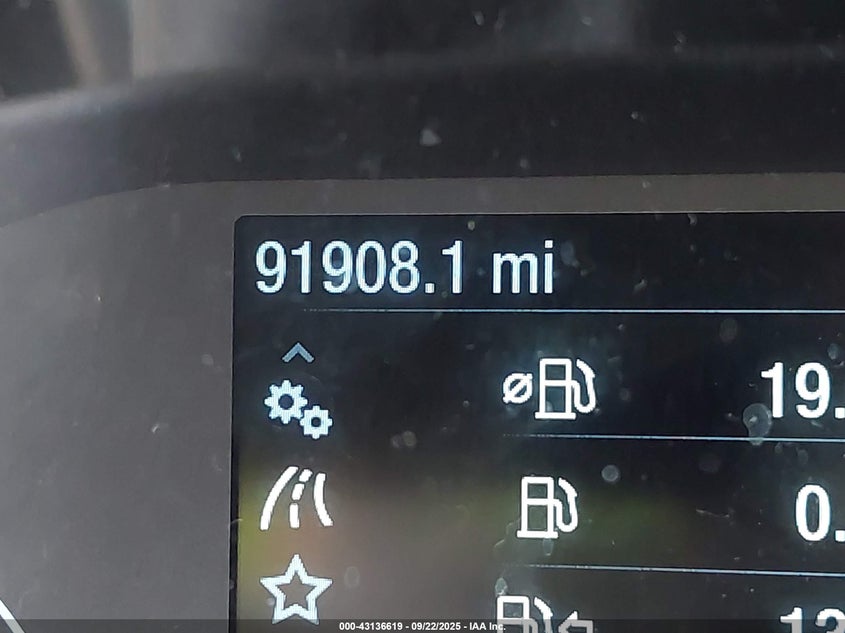 91908.1 mi
19.
0.
000-43136619 - 09/22/2025 - IAA Inc.